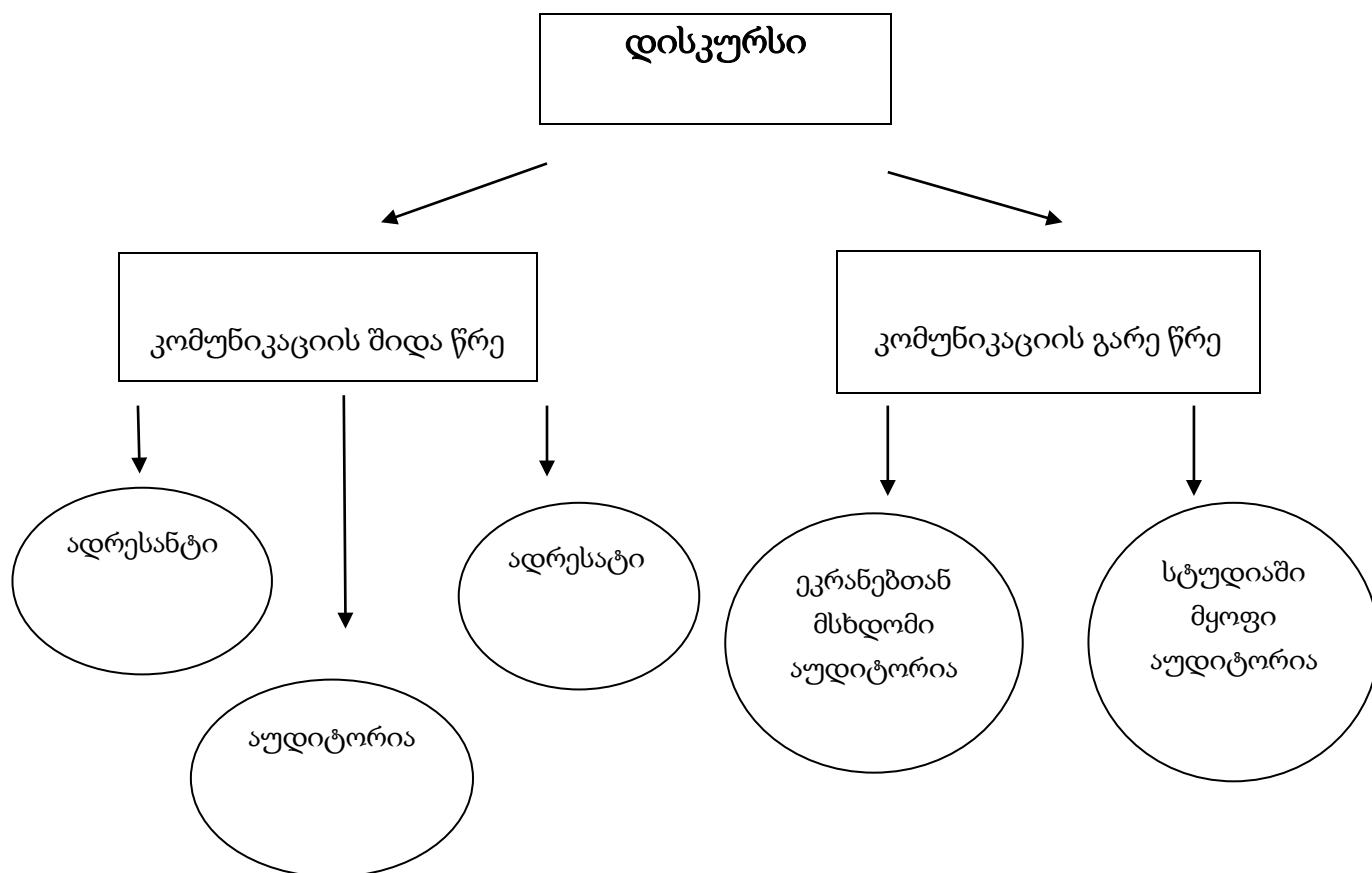 დისკურსი
კომუნიკაციის შიდა წრე
კომუნიკაციის გარე წრე
ადრესანტი
აუდიტორია
ადრესატი
ეკრანებთან
მსხდომი
აუდიტორია
სტუდიაში
მყოფი
აუდიტორია